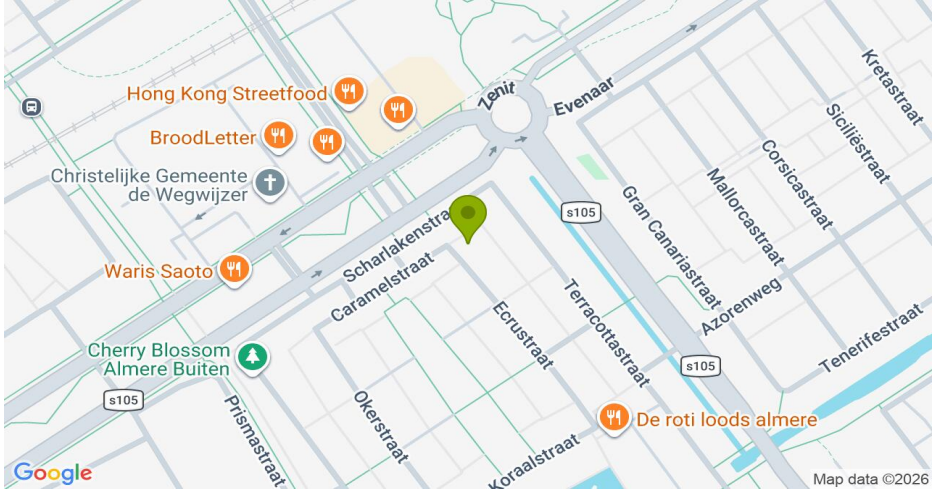 Zenit
Evenaar
Kretastraat
Hong Kong Streetfood
BroodLetter
Siciliëstraat
Corsicastraat
Christelijke Gemeente
de Wegwijzer
Mallorcastraat
Gran Canariastraat
s105
Scharlakenstra
Waris Saoto
Caramelstraat
Azorenweg
Terracottastraat
Ecrustraat
Tenerifestraat
Cherry Blossom
Almere Buiten
s105
s105
Prismastraat
Okerstraat
De roti loods almere
Koraalstraat
Google
Map data ©2026